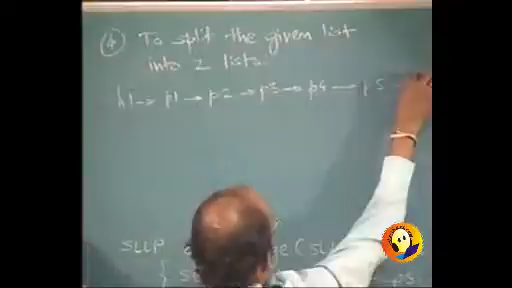 ④ To split the given list
into 2 lists.
h1 → p1 → p2 → p3 → p4 — p5
SLLP
{